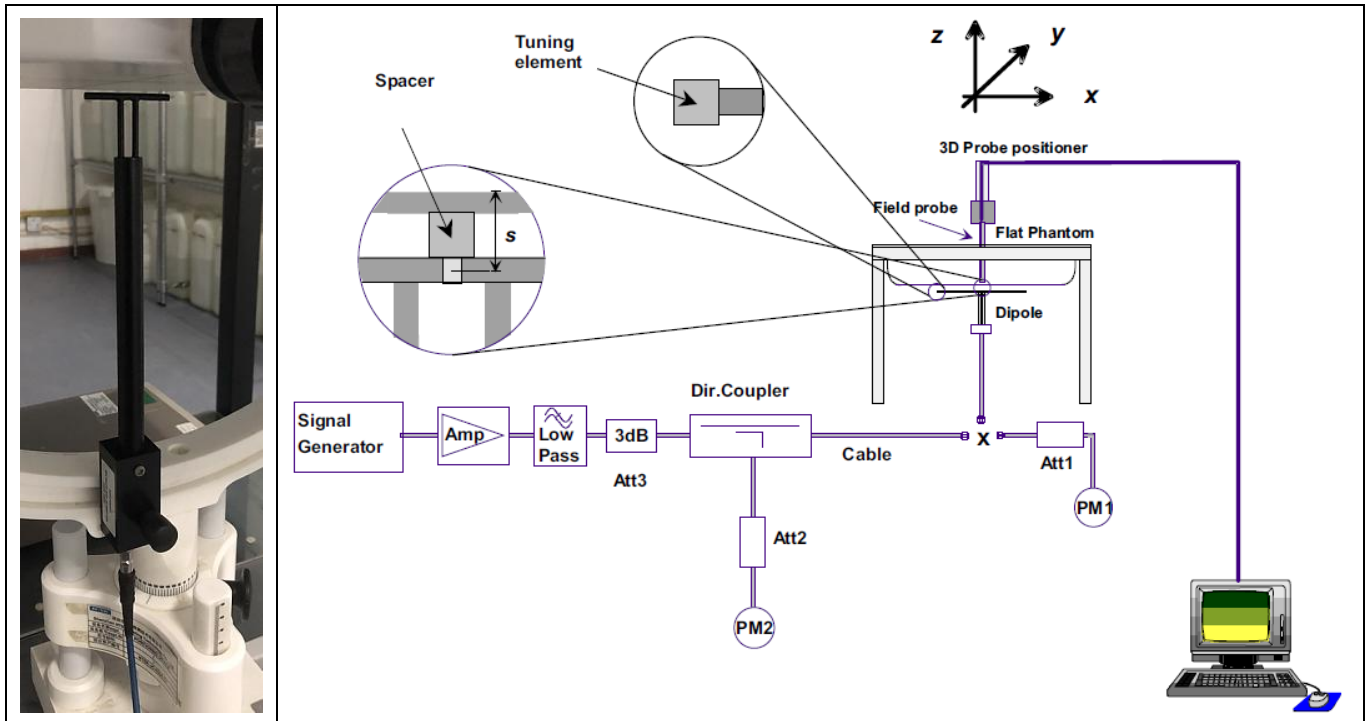 Tuning
element
Spacer
s
z
y
x
3D Probe positioner
Field probe
Flat Phantom
Dipole
Dir.Coupler
Signal
Generator
Amp
Low
Pass
3dB
Att3
Cable
x
Att1
PM1
Att2
PM2